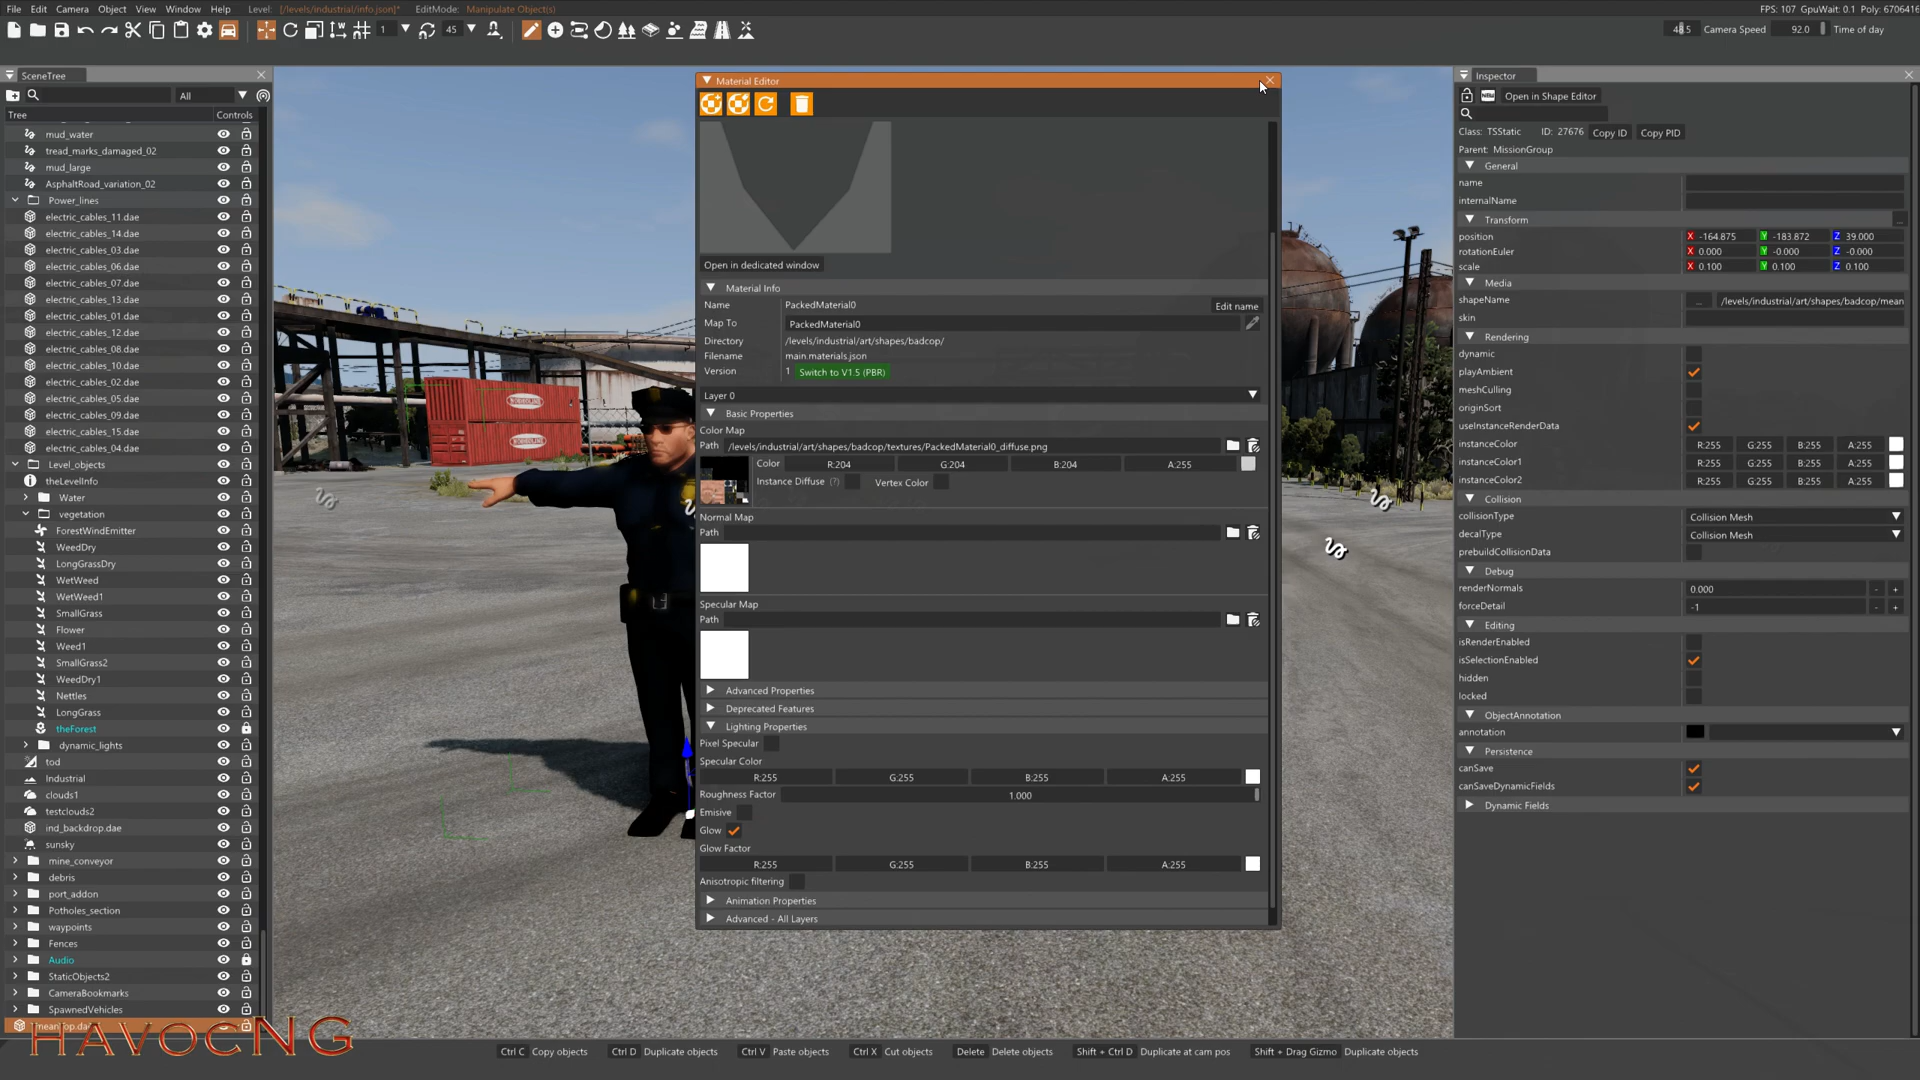 File Edit Camera Object View Window Help Level: [/levels/industrial/info.json]* EditMode: Manipulate Object(s) FPS: 107 GpuWait: 0.1 Poly: 6706416
1 45 Camera Speed 92.0 Time of day
SceneTree
All
Tree Controls
mud_water
tread_marks_damaged_02
mud_large
AsphaltRoad_variation_02
Power_lines
electric_cables_11.dae
electric_cables_14.dae
electric_cables_03.dae
electric_cables_06.dae
electric_cables_07.dae
electric_cables_13.dae
electric_cables_01.dae
electric_cables_12.dae
electric_cables_08.dae
electric_cables_10.dae
electric_cables_02.dae
electric_cables_05.dae
electric_cables_09.dae
electric_cables_15.dae
electric_cables_04.dae
Level_objects
theLevelInfo
Water
vegetation
ForestWindEmitter
WeedDry
LongGrassDry
WetWeed
WetWeed1
SmallGrass
Flower
Weed1
SmallGrass2
WeedDry1
Nettles
LongGrass
theForest
dynamic_lights
tod
Industrial
clouds1
testclouds2
ind_backdrop.dae
sunsky
mine_conveyor
debris
port_addon
Potholes_section
waypoints
Fences
Audio
StaticObjects2
CameraBookmarks
SpawnedVehicles
HAVOCNG
Material Editor
Open in dedicated window
Material Info
Name PackedMaterial0 Edit name
Map To PackedMaterial0
Directory /levels/industrial/art/shapes/badcop/
Filename main.materials.json
Version 1 Switch to V1.5 (PBR)
Layer 0
Basic Properties
Color Map
Path /levels/industrial/art/shapes/badcop/textures/PackedMaterial0_diffuse.png
Color R:204 G:204 B:204 A:255
Instance Diffuse (?) Vertex Color
Normal Map
Path
Specular Map
Path
Advanced Properties
Deprecated Features
Lighting Properties
Pixel Specular
Specular Color
R:255 G:255 B:255 A:255
Roughness Factor 1.000
Emissive
Glow
Glow Factor
R:255 G:255 B:255 A:255
Anisotropic filtering
Animation Properties
Advanced - All Layers
Inspector
NEW Open in Shape Editor
Class: TSStatic ID: 27676 Copy ID Copy PID
Parent: MissionGroup
General
name
internalName
Transform ...
position X -164.875 Y -183.872 Z 39.000
rotationEuler X 0.000 Y -0.000 Z -0.000
scale X 0.100 Y 0.100 Z 0.100
Media
shapeName ... /levels/industrial/art/shapes/badcop/mean
skin
Rendering
dynamic
playAmbient
meshCulling
originSort
useInstanceRenderData
instanceColor R:255 G:255 B:255 A:255
instanceColor1 R:255 G:255 B:255 A:255
instanceColor2 R:255 G:255 B:255 A:255
Collision
collisionType Collision Mesh
decalType Collision Mesh
prebuildCollisionData
Debug
renderNormals 0.000 - +
forceDetail -1 - +
Editing
isRenderEnabled
isSelectionEnabled
hidden
locked
ObjectAnnotation
annotation
Persistence
canSave
canSaveDynamicFields
Dynamic Fields
Ctrl C Copy objects Ctrl D Duplicate objects Ctrl V Paste objects Ctrl X Cut objects Delete Delete objects Shift + Ctrl D Duplicate at cam pos Shift + Drag Gizmo Duplicate objects